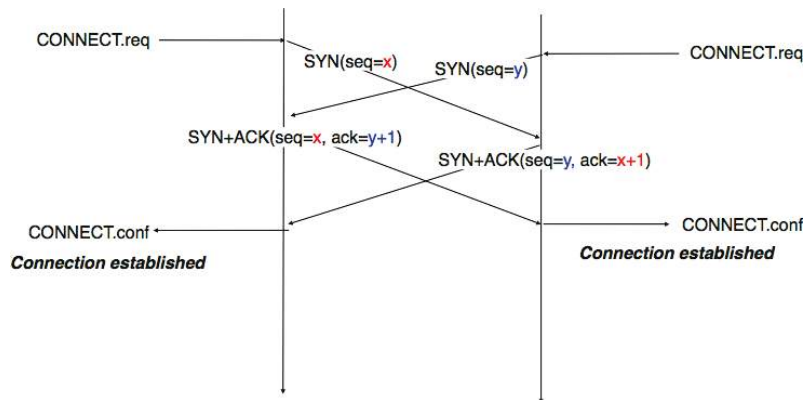 CONNECT.req
CONNECT.req
SYN(seq=x)
SYN(seq=y)
SYN+ACK(seq=x, ack=y+1)
SYN+ACK(seq=y, ack=x+1)
CONNECT.conf
CONNECT.conf
Connection established
Connection established